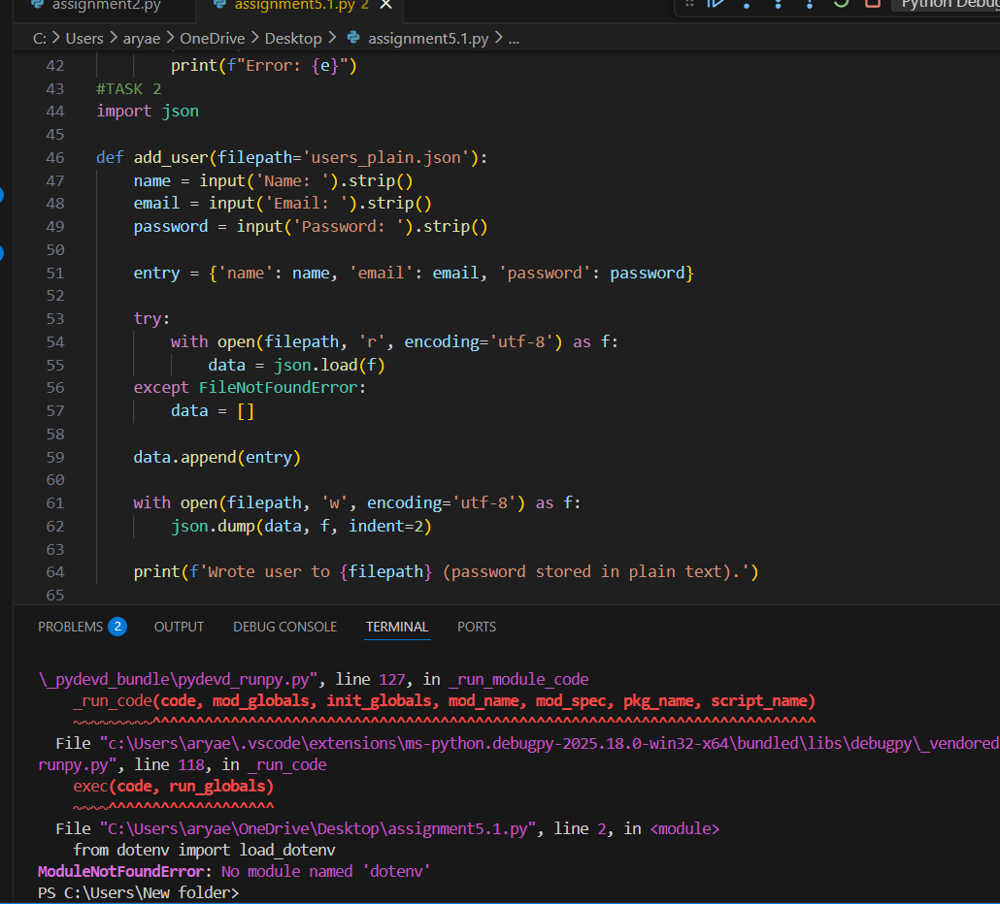 assignment2.py assignment5.1.py 2 Python Debug
C: > Users > aryae > OneDrive > Desktop > assignment5.1.py > ...
42 print(f"Error: {e}")
43 #TASK 2
44 import json
45
46 def add_user(filepath='users_plain.json'):
47 name = input('Name: ').strip()
48 email = input('Email: ').strip()
49 password = input('Password: ').strip()
50
51 entry = {'name': name, 'email': email, 'password': password}
52
53 try:
54 with open(filepath, 'r', encoding='utf-8') as f:
55 data = json.load(f)
56 except FileNotFoundError:
57 data = []
58
59 data.append(entry)
60
61 with open(filepath, 'w', encoding='utf-8') as f:
62 json.dump(data, f, indent=2)
63
64 print(f'Wrote user to {filepath} (password stored in plain text).')
65
PROBLEMS 2 OUTPUT DEBUG CONSOLE TERMINAL PORTS
\_pydevd_bundle\pydevd_runpy.py", line 127, in _run_module_code
_run_code(code, mod_globals, init_globals, mod_name, mod_spec, pkg_name, script_name)
~~~~~~~~~^^^^^^^^^^^^^^^^^^^^^^^^^^^^^^^^^^^^^^^^^^^^^^^^^^^^^^^^^^^^^^^^^^^^^^^^^^^^
File "c:\Users\aryae\.vscode\extensions\ms-python.debugpy-2025.18.0-win32-x64\bundled\libs\debugpy\_vendored
runpy.py", line 118, in _run_code
exec(code, run_globals)
~~~~^^^^^^^^^^^^^^^^^^^
File "C:\Users\aryae\OneDrive\Desktop\assignment5.1.py", line 2, in <module>
from dotenv import load_dotenv
ModuleNotFoundError: No module named 'dotenv'
PS C:\Users\New folder>